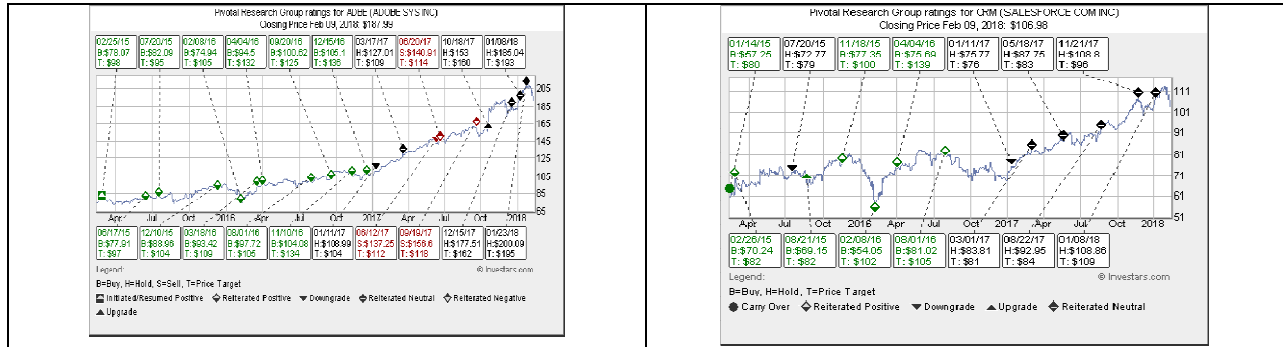 Pivotal Research Group ratings for ADBE (ADOBE SYS INC)
Closing Price Feb 09, 2018: $187.99
02/25/15 07/20/15 02/08/16 04/04/16 09/20/16 12/15/16 03/17/17 06/20/17 10/18/17 01/08/18
B:$78.07 B:$82.09 B:$74.94 B:$94.5 B:$100.62 B:$105.1 H:$127.01 S:$140.91 H:$153 H:$185.04
T: $98 T: $95 T: $105 T: $132 T: $125 T: $136 T: $109 T: $114 T: $160 T: $193
205
185
165
145
125
105
85
65
Apr Jul Oct 2016 Apr Jul Oct 2017 Apr Jul Oct 2018
06/17/15 12/10/15 03/18/16 08/01/16 11/10/16 01/11/17 06/12/17 09/19/17 12/15/17 01/23/18
B:$77.91 B:$88.96 B:$93.42 B:$97.72 B:$104.08 H:$108.99 S:$137.25 S:$156.6 H:$177.51 H:$200.09
T: $97 T: $104 T: $109 T: $105 T: $134 T: $104 T: $112 T: $118 T: $162 T: $195
Legend:
© Investars.com
B=Buy, H=Hold, S=Sell, T=Price Target
Initiated/Resumed Positive Reiterated Positive Downgrade Reiterated Neutral Reiterated Negative
Upgrade
Pivotal Research Group ratings for CRM (SALESFORCE COM INC)
Closing Price Feb 09, 2018: $106.98
01/14/15 07/20/15 11/18/15 04/04/16 01/11/17 05/18/17 11/21/17
B:$57.25 H:$72.77 B:$77.35 B:$75.69 H:$75.77 H:$87.75 H:$108.8
T: $80 T: $79 T: $100 T: $139 T: $76 T: $83 T: $96
111
101
91
81
71
61
51
Apr Jul Oct 2016 Apr Jul Oct 2017 Apr Jul Oct 2018
02/26/15 08/21/15 02/08/16 08/01/16 03/01/17 08/22/17 01/08/18
B:$70.24 B:$69.15 B:$54.05 B:$81.02 H:$83.81 H:$92.95 H:$108.86
T: $82 T: $82 T: $102 T: $105 T: $81 T: $84 T: $109
Legend:
© Investars.com
B=Buy, H=Hold, T=Price Target
Carry Over Reiterated Positive Downgrade Upgrade Reiterated Neutral